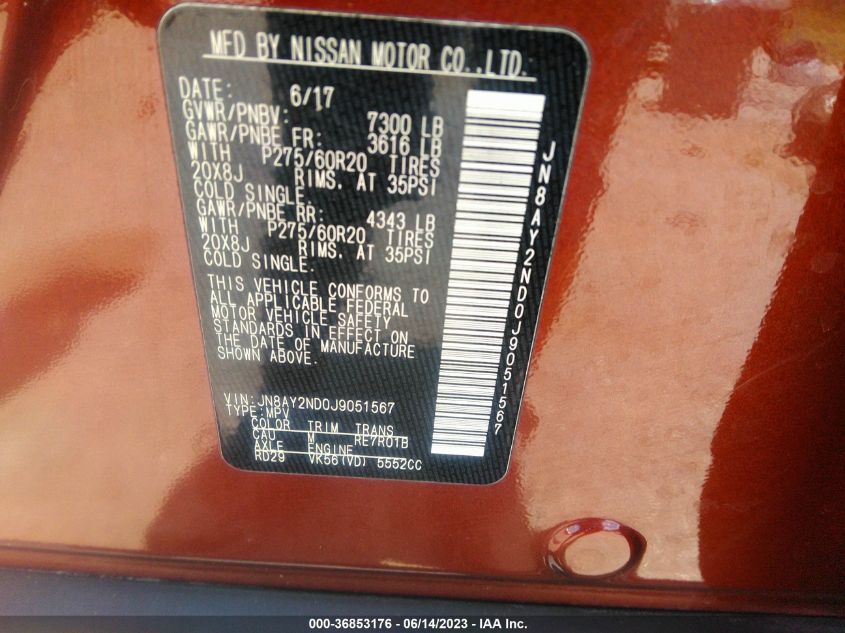 MFD BY NISSAN MOTOR CO.,LTD.
DATE: 6/17
GVWR/PNBV: 7300 LB
GAWR/PNBE FR: 3616 LB
WITH P275/60R20 TIRES
20X8J RIMS. AT 35PSI
COLD SINGLE.
GAWR/PNBE RR: 4343 LB
WITH P275/60R20 TIRES
20X8J RIMS. AT 35PSI
COLD SINGLE.
THIS VEHICLE CONFORMS TO
ALL APPLICABLE FEDERAL
MOTOR VEHICLE SAFETY
STANDARDS IN EFFECT ON
THE DATE OF MANUFACTURE
SHOWN ABOVE.
VIN:JN8AY2ND0J9051567
TYPE:MPV
COLOR TRIM TRANS
CAU M RE7R01B
AXLE ENGINE
RD29 VK56(VD) 5552CC
JN8AY2ND0J9051567
000-36853176 - 06/14/2023 - IAA Inc.